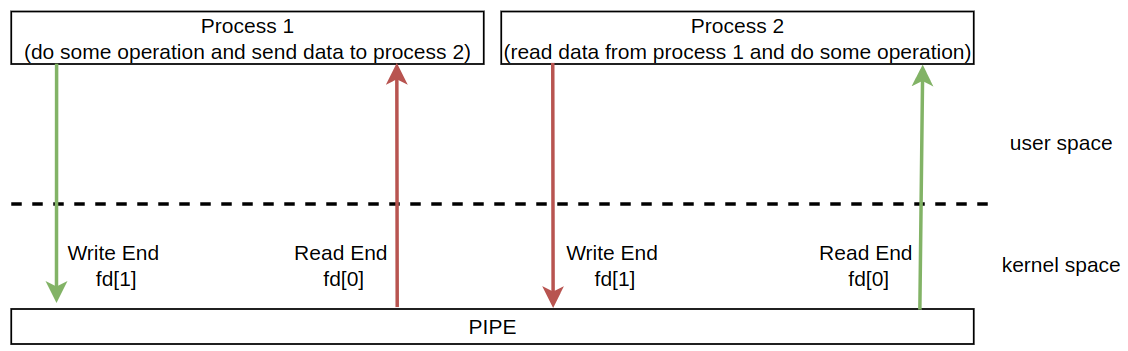 Process 1
(do some operation and send data to process 2)
Process 2
(read data from process 1 and do some operation)
user space
Write End
fd[1]
Read End
fd[0]
Write End
fd[1]
Read End
fd[0]
kernel space
PIPE